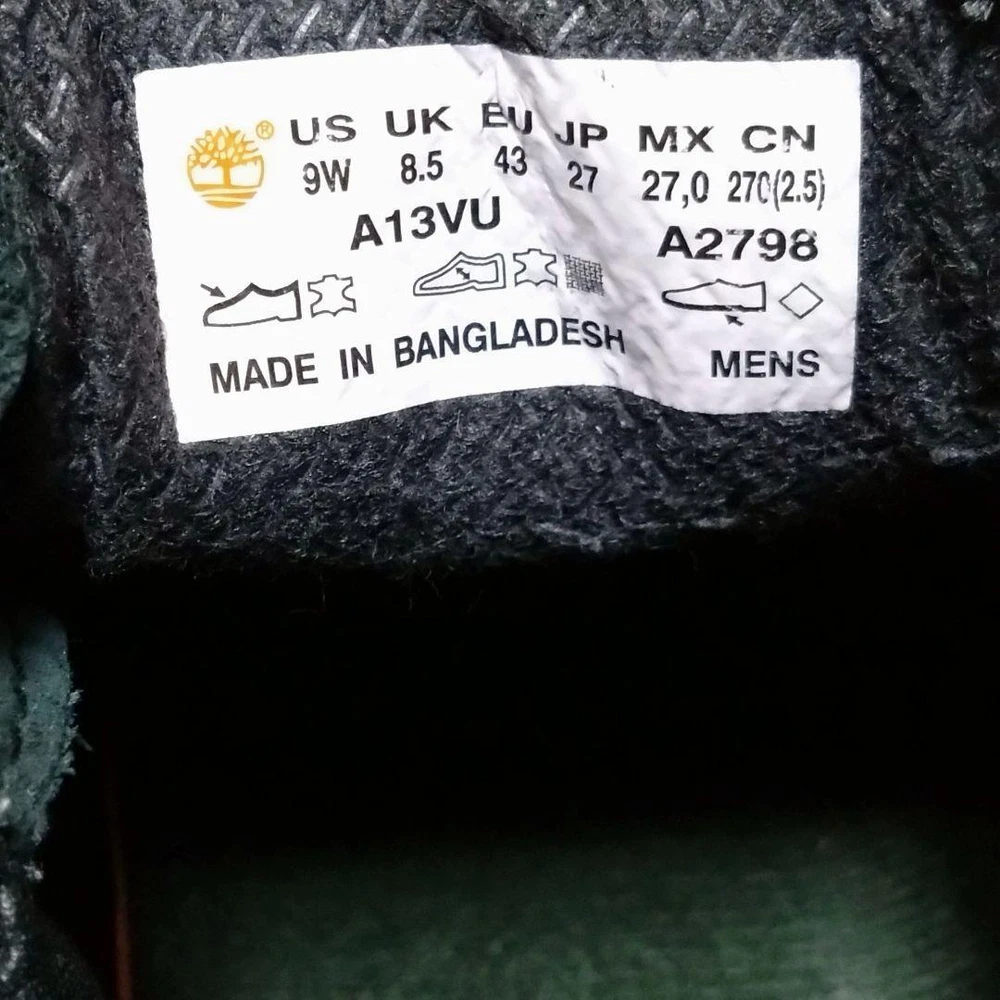 ® US UK EU JP MX CN
9W 8.5 43 27 27,0 270(2.5)
A13VU A2798
MADE IN BANGLADESH MENS